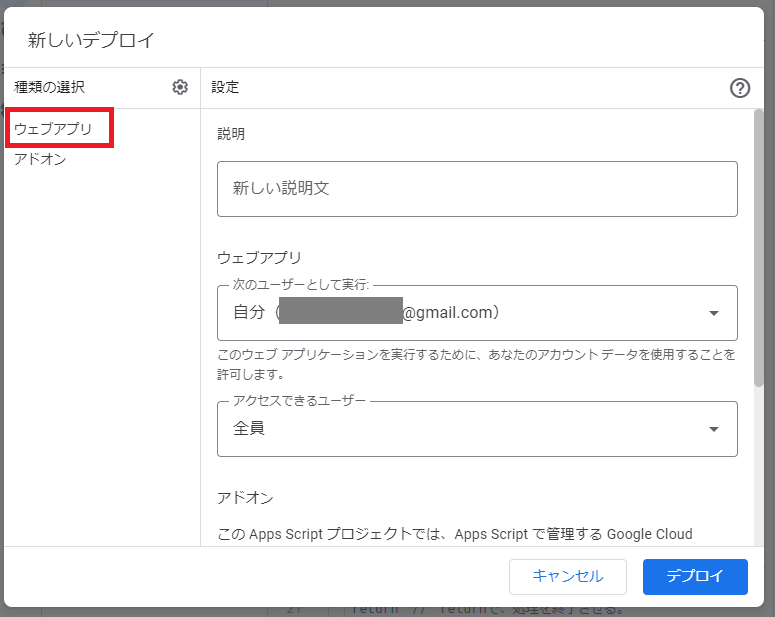 新しいデプロイ
種類の選択
設定
ウェブアプリ
アドオン
説明
新しい説明文
ウェブアプリ
次のユーザーとして実行:
自分（ @gmail.com）
このウェブ アプリケーションを実行するために、あなたのアカウント データを使用することを
許可します。
アクセスできるユーザー
全員
アドオン
この Apps Script プロジェクトでは、Apps Script で管理する Google Cloud
キャンセル
デプロイ
21 return // returnで、処理を終了させる。